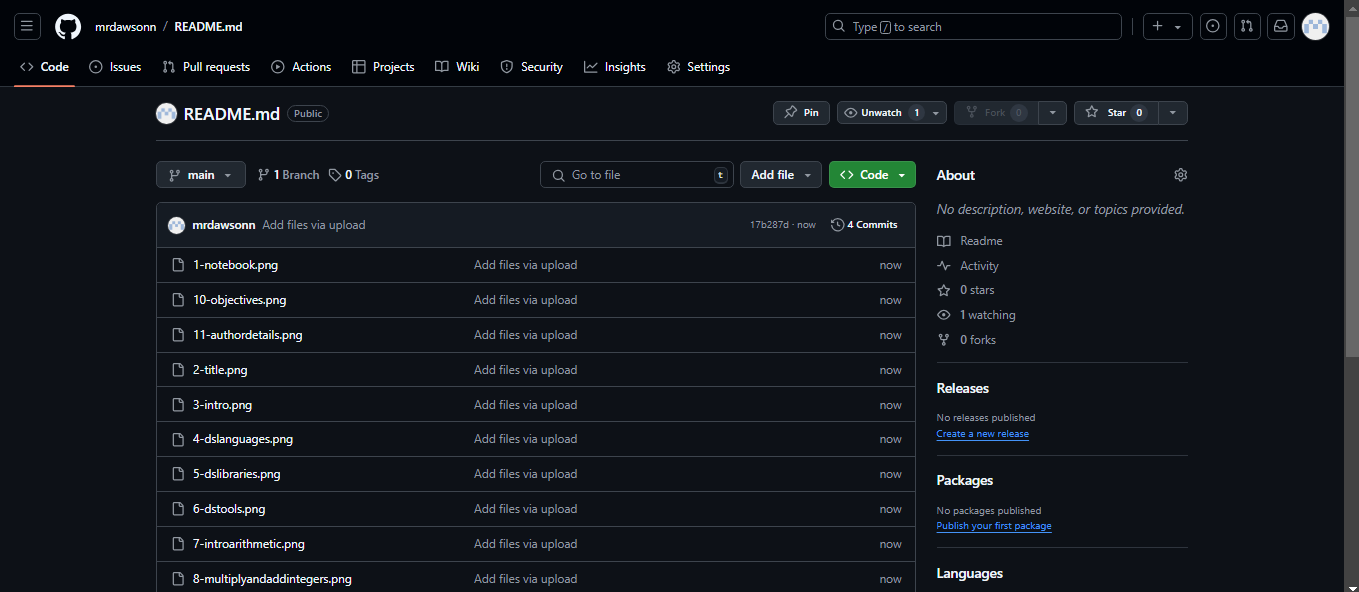 mrdawsonn / README.md
Type / to search
Code Issues Pull requests Actions Projects Wiki Security Insights Settings
README.md Public
Pin Unwatch 1 Fork 0 Star 0
main 1 Branch 0 Tags Go to file t Add file Code
mrdawsonn Add files via upload 17b287d · now 4 Commits
1-notebook.png Add files via upload now
10-objectives.png Add files via upload now
11-authordetails.png Add files via upload now
2-title.png Add files via upload now
3-intro.png Add files via upload now
4-dslanguages.png Add files via upload now
5-dslibraries.png Add files via upload now
6-dstools.png Add files via upload now
7-introarithmetic.png Add files via upload now
8-multiplyandaddintegers.png Add files via upload now
About
No description, website, or topics provided.
Readme
Activity
0 stars
1 watching
0 forks
Releases
No releases published
Create a new release
Packages
No packages published
Publish your first package
Languages